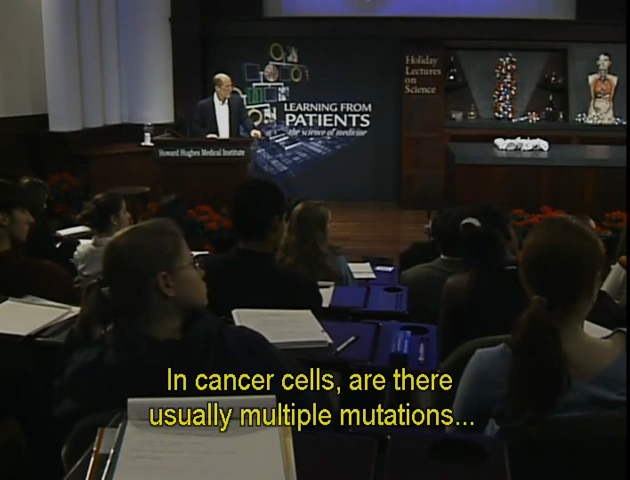 Holiday
Lectures
on
Science
LEARNING FROM
PATIENTS
the science of medicine
Howard Hughes Medical Institute
In cancer cells, are there
usually multiple mutations...